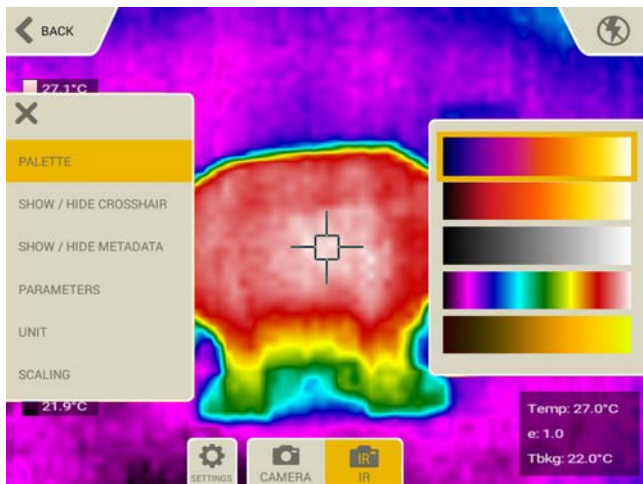 BACK
27.1°C
PALETTE
SHOW / HIDE CROSSHAIR
SHOW / HIDE METADATA
PARAMETERS
UNIT
SCALING
21.9°C
Temp: 27.0°C
e: 1.0
Tbkg: 22.0°C
SETTINGS
CAMERA
IR
IR